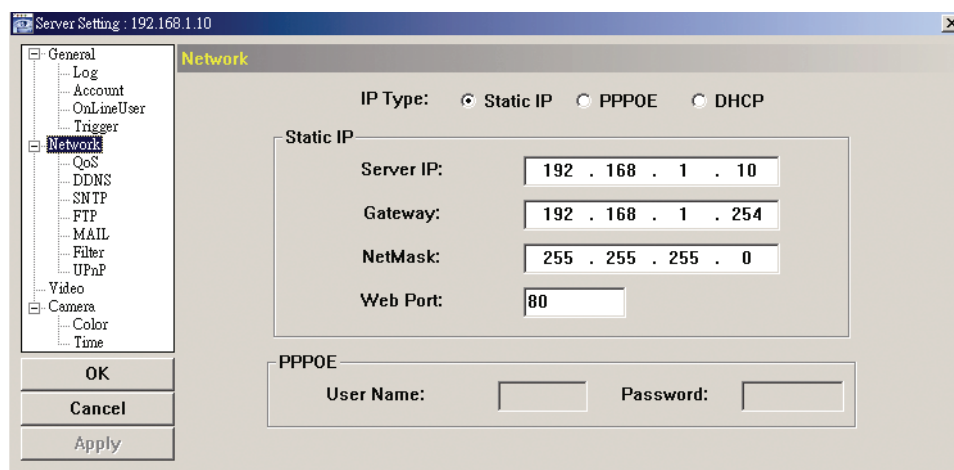 Server Setting : 192.168.1.10
General
Log
Account
OnLineUser
Trigger
Network
QoS
DDNS
SNTP
FTP
MAIL
Filter
UPnP
Video
Camera
Color
Time
OK
Cancel
Apply
Network
IP Type: Static IP PPPOE DHCP
Static IP
Server IP: 192 . 168 . 1 . 10
Gateway: 192 . 168 . 1 . 254
NetMask: 255 . 255 . 255 . 0
Web Port: 80
PPPOE
User Name: Password: